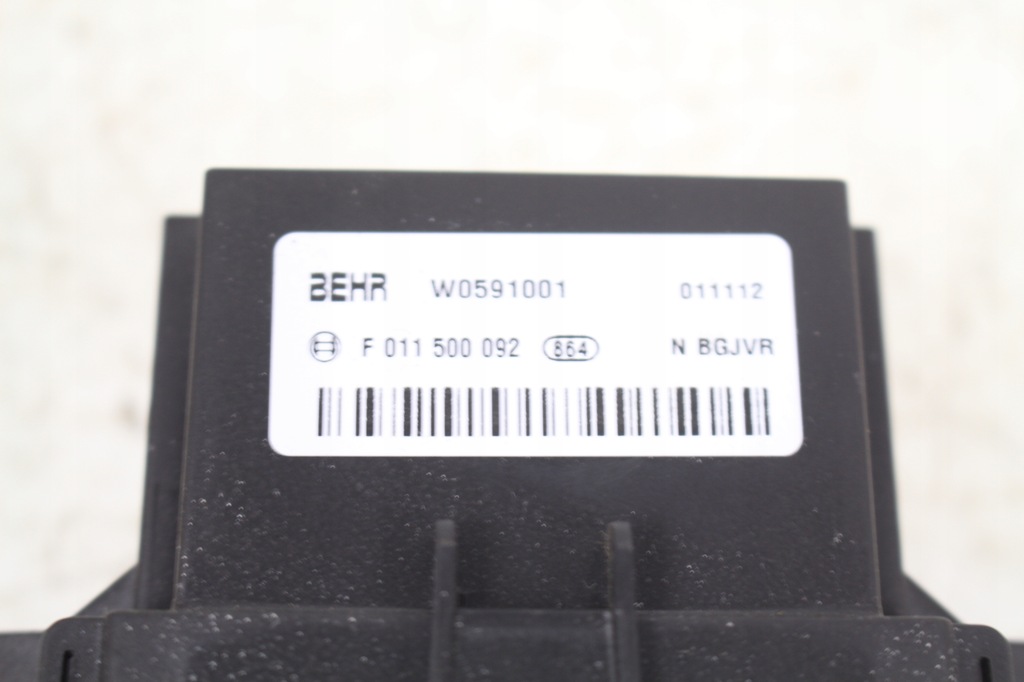 BEHR W0591001 011112
F 011 500 092 864 N BGJVR